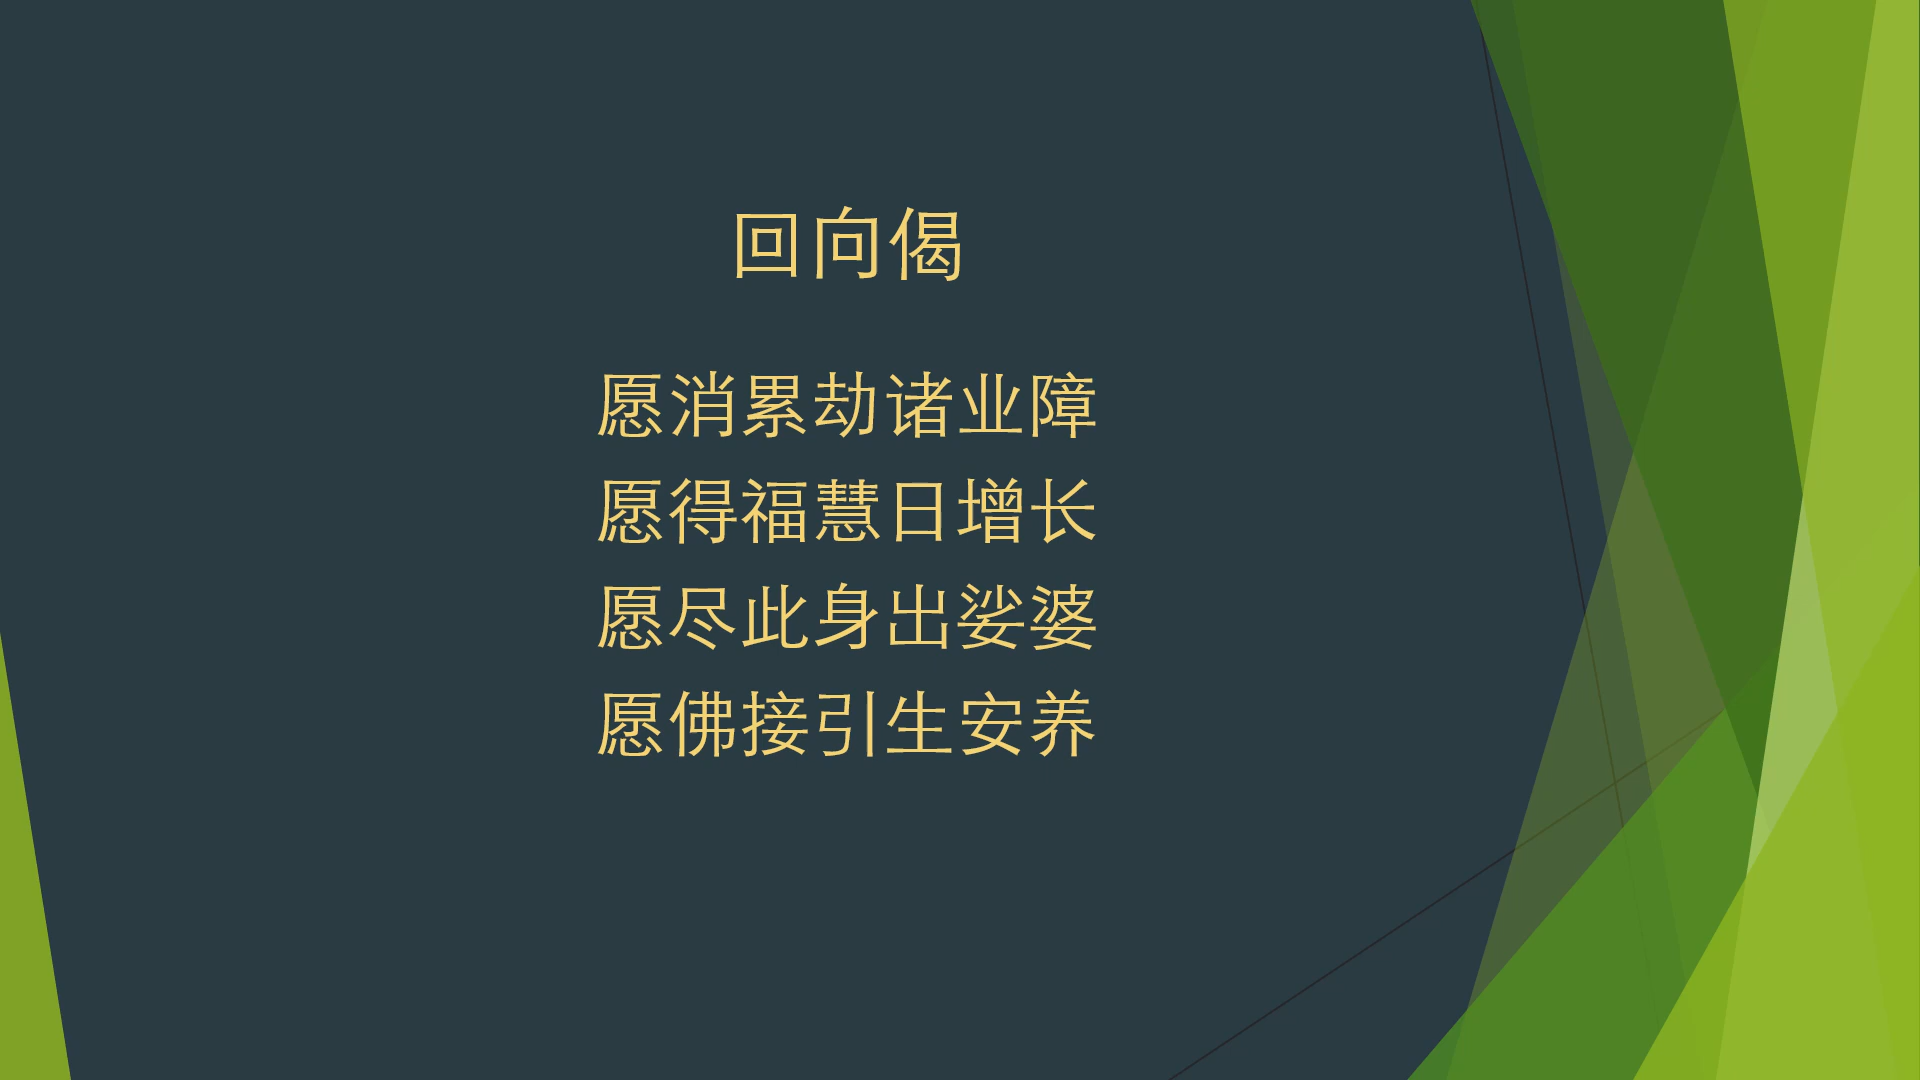 回向偈
愿消累劫诸业障
愿得福慧日增长
愿尽此身出娑婆
愿佛接引生安养